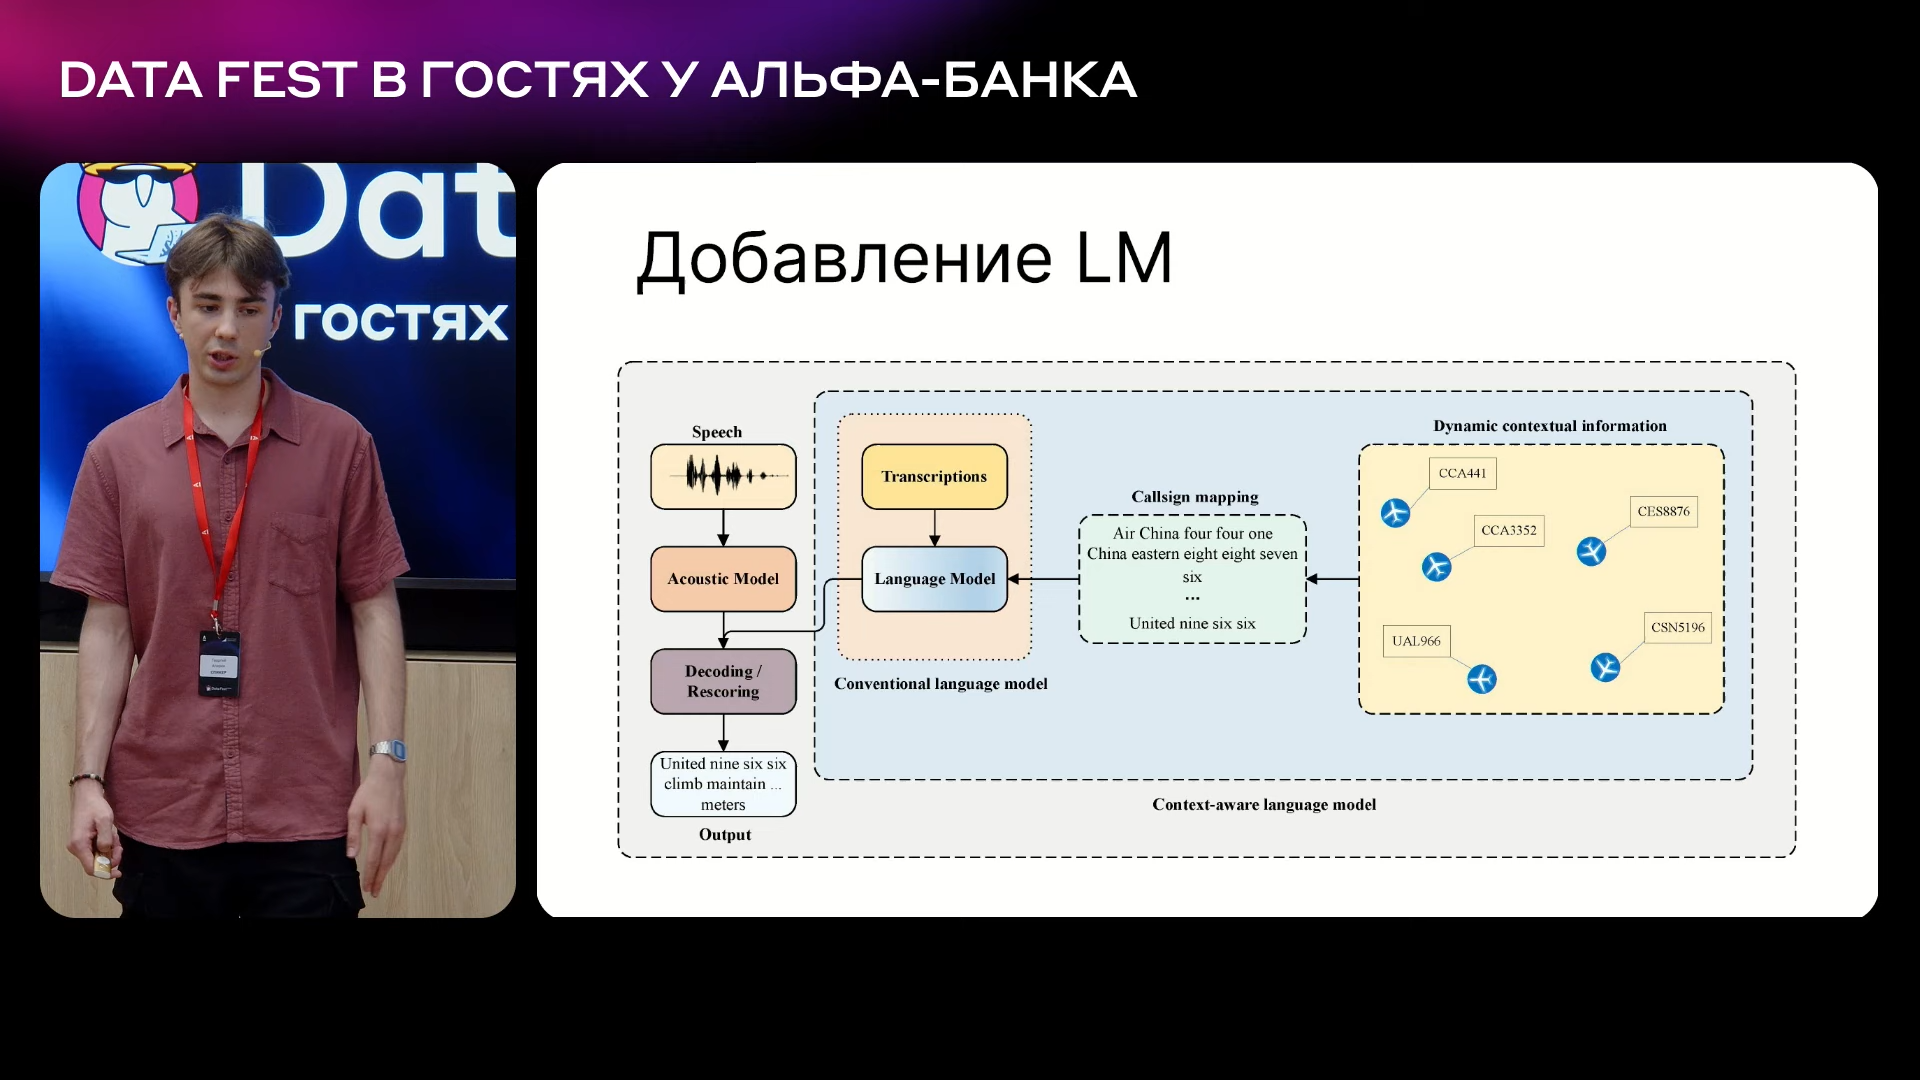 DATA FEST В ГОСТЯХ У АЛЬФА-БАНКА
Dat
ГОСТЯХ
Добавление LM
Speech
Acoustic Model
Decoding /
Rescoring
United nine six six
climb maintain ...
meters
Output
Transcriptions
Language Model
Conventional language model
Callsign mapping
Air China four four one
China eastern eight eight seven
six
...
United nine six six
Dynamic contextual information
CCA441
CES8876
CCA3352
CSN5196
UAL966
Context-aware language model